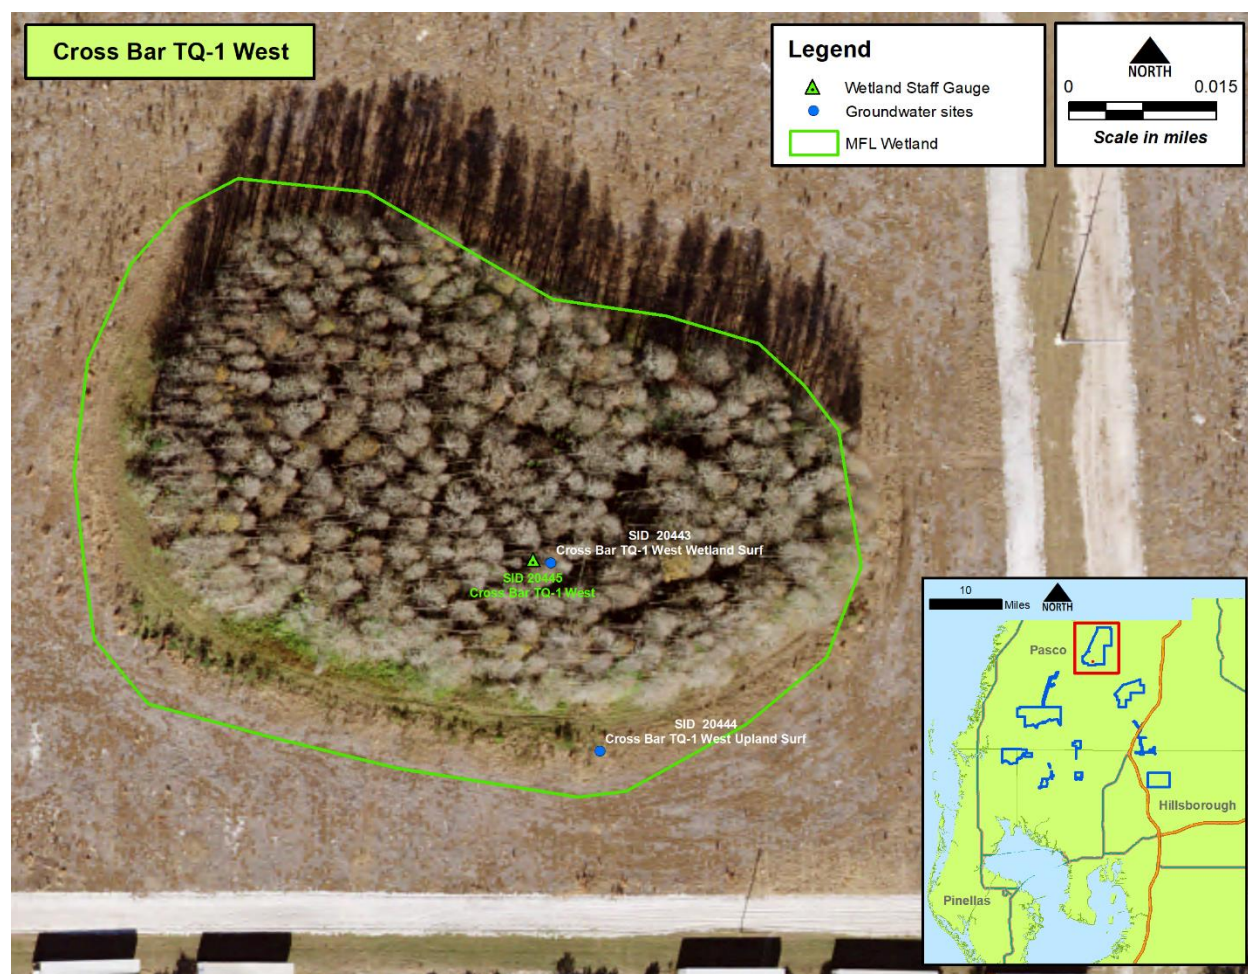 Cross Bar TQ-1 West
Legend
Wetland Staff Gauge
Groundwater sites
MFL Wetland
NORTH
0 0.015
Scale in miles
SID 20443
Cross Bar TQ-1 West Wetland Surf
SID 20445
Cross Bar TQ-1 West
SID 20444
Cross Bar TQ-1 West Upland Surf
10
Miles
NORTH
Pasco
Hillsborough
Pinellas